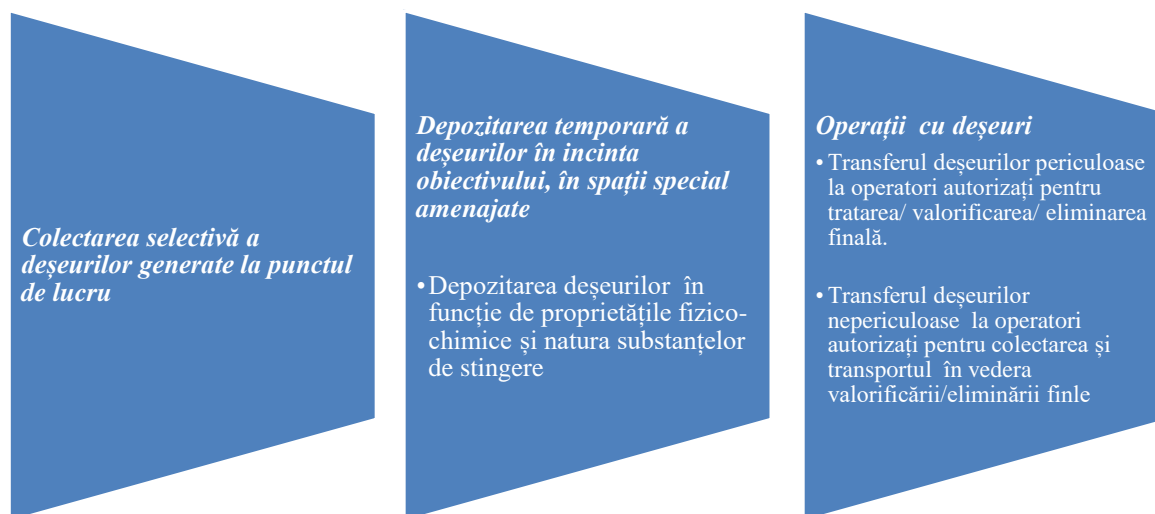 Colectarea selectivă a
deșeurilor generate la punctul
de lucru
Depozitarea temporară a
deșeurilor în incinta
obiectivului, în spații special
amenajate
•Depozitarea deșeurilor în
funcție de proprietățile fizico-
chimice și natura substanțelor
de stingere
Operații cu deșeuri
• Transferul deșeurilor periculoase
la operatori autorizați pentru
tratarea/ valorificarea/ eliminarea
finală.
• Transferul deșeurilor
nepericuloase la operatori
autorizați pentru colectarea și
transportul în vedera
valorificării/eliminării finle